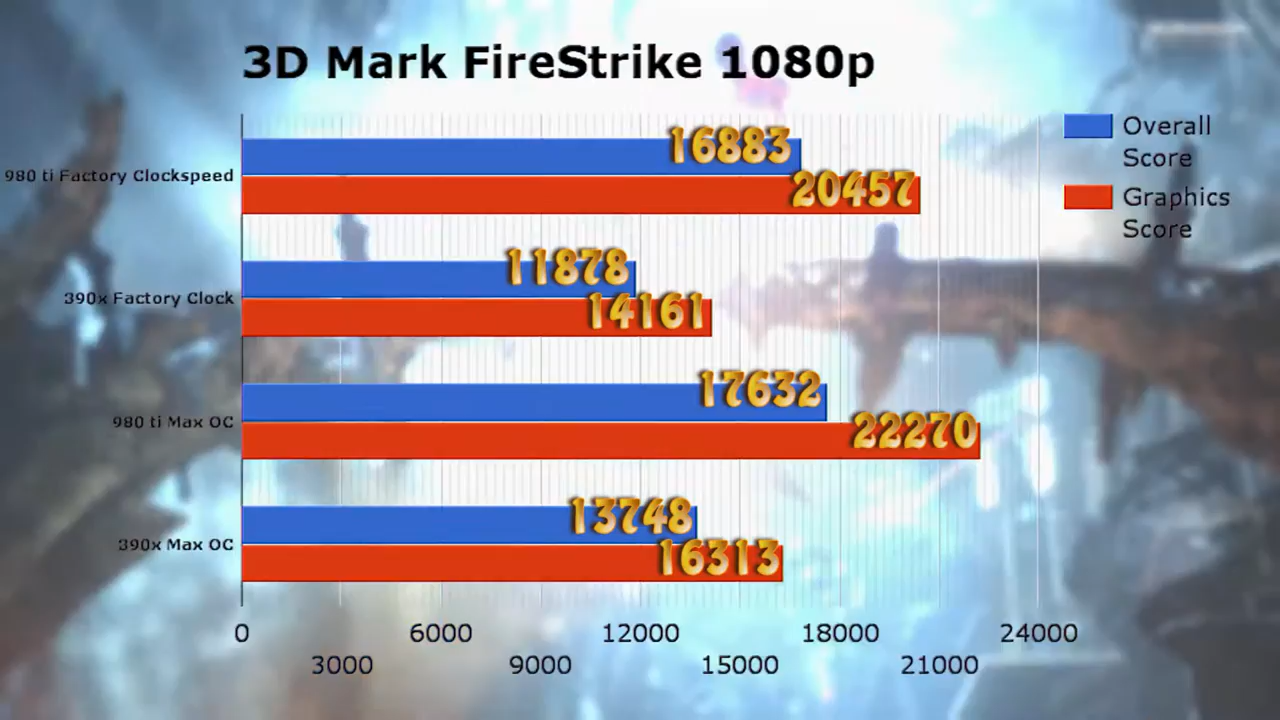 3D Mark FireStrike 1080p
Overall
Score
Graphics
Score
980 ti Factory Clockspeed
16883
20457
390x Factory Clock
11878
14161
980 ti Max OC
17632
22270
390x Max OC
13748
16313
0
6000
12000
18000
24000
3000
9000
15000
21000